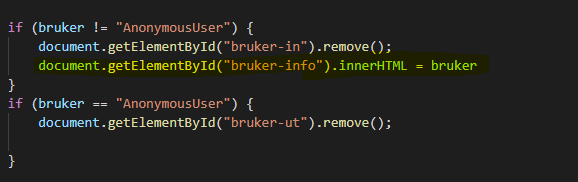 if (bruker != "AnonymousUser") {
    document.getElementById("bruker-in").remove();
    document.getElementById("bruker-info").innerHTML = bruker
}
if (bruker == "AnonymousUser") {
    document.getElementById("bruker-ut").remove();
}